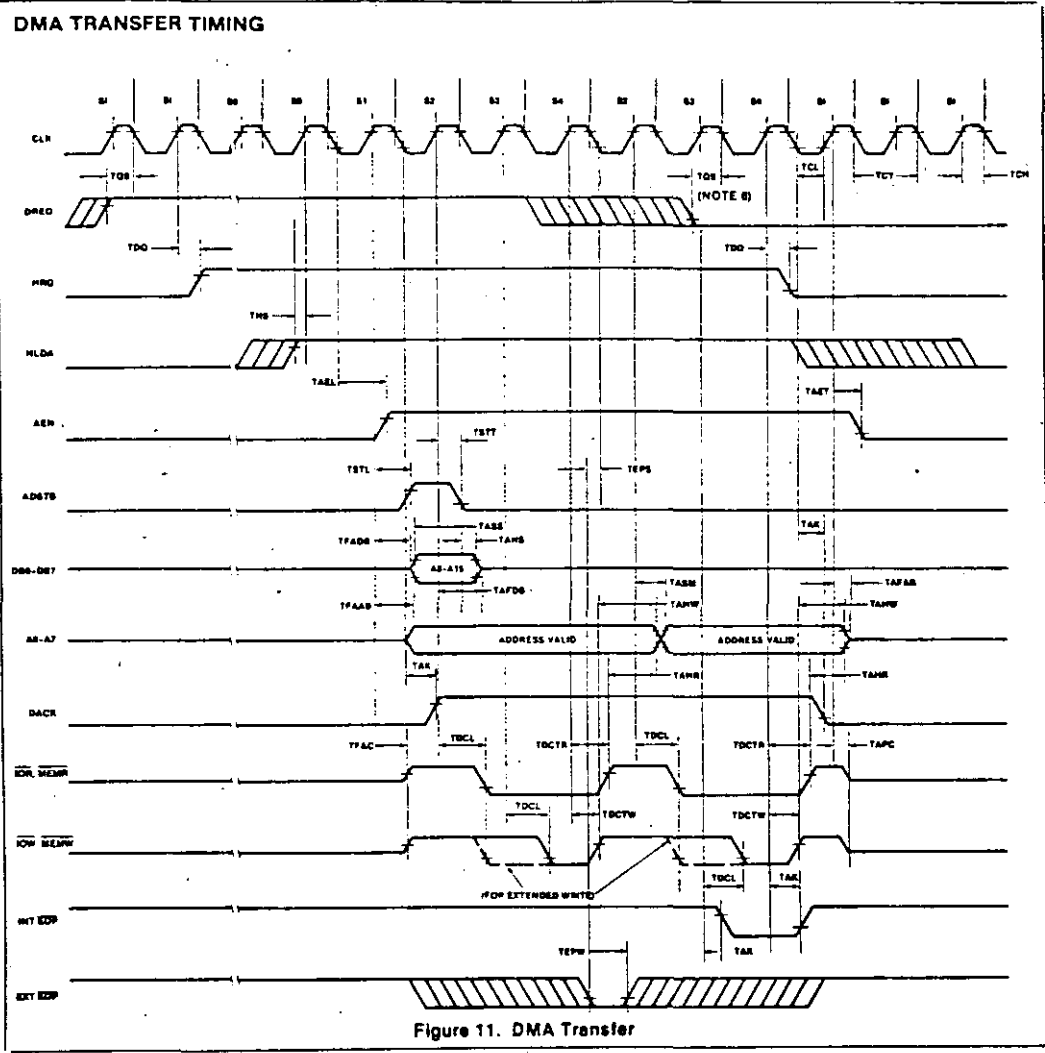 DMA TRANSFER TIMING
SI SI S0 S0 S1 S2 S3 S4 S2 S3 S4 SI SI SI
CLK
TQS TQS TCL TCY TCH
(NOTE 6)
DREQ
TDQ TDQ
HRQ
THS
HLDA
TAEL TAET
AEN
TSTT
TSTL TEPS
ADSTB
TASS TAK
TFADB TAHS
DB0-DB7 A8-A15
TAFDB TASM TAFAB
TFAAB TAHW TAHW
A0-A7 ADDRESS VALID ADDRESS VALID
TAK TAHR TAHR
DACK
TFAC TDCL TDCTR TDCL TDCTR TAFC
IOR, MEMR
TDCL TDCTW TDCTW
IOW, MEMW
(FOR EXTENDED WRITE) TDCL TAK
INT EOP
TEPW TAK
EXT EOP
Figure 11. DMA Transfer